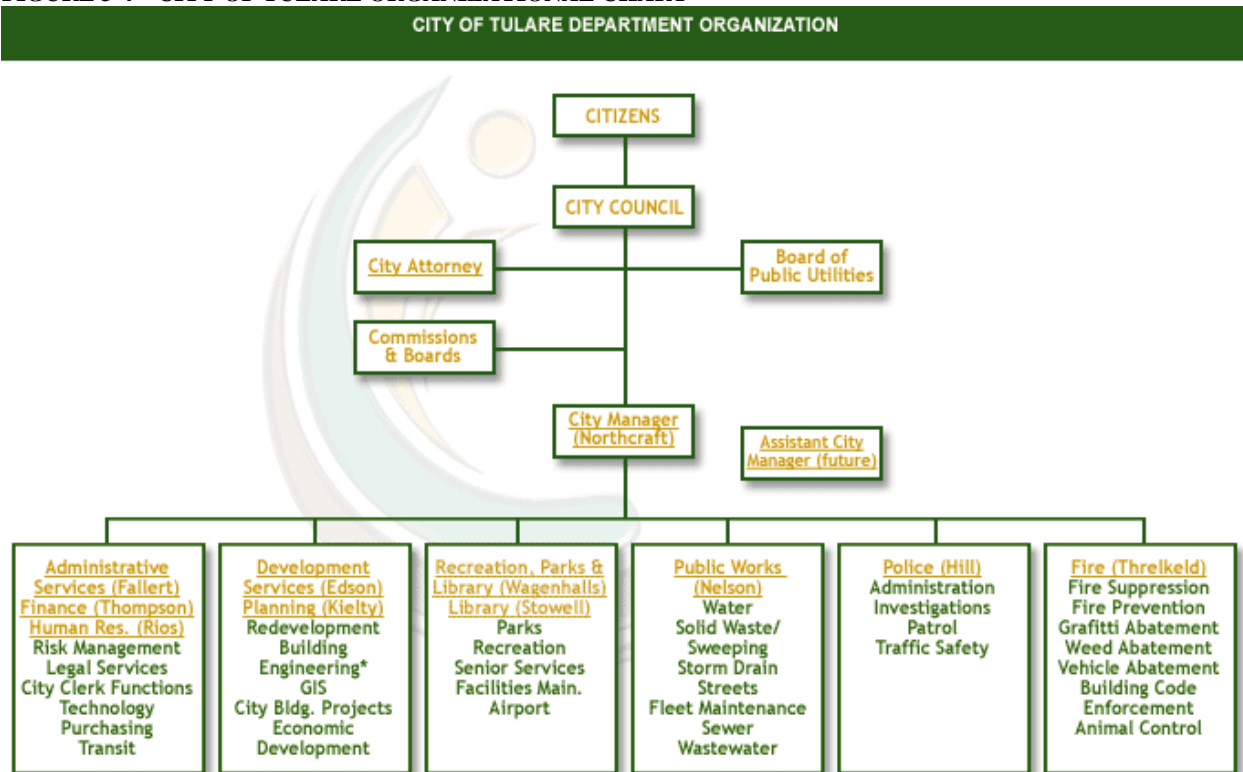 CITY OF TULARE DEPARTMENT ORGANIZATION
CITIZENS
CITY COUNCIL
City Attorney
Board of
Public Utilities
Commissions
& Boards
City Manager
(Northcraft)
Assistant City
Manager (future)
Administrative
Services (Fallert)
Finance (Thompson)
Human Res. (Rios)
Risk Management
Legal Services
City Clerk Functions
Technology
Purchasing
Transit
Development
Services (Edson)
Planning (Kielty)
Redevelopment
Building
Engineering*
GIS
City Bldg. Projects
Economic
Development
Recreation, Parks &
Library (Wagenhalls)
Library (Stowell)
Parks
Recreation
Senior Services
Facilities Main.
Airport
Public Works
(Nelson)
Water
Solid Waste/
Sweeping
Storm Drain
Streets
Fleet Maintenance
Sewer
Wastewater
Police (Hill)
Administration
Investigations
Patrol
Traffic Safety
Fire (Threlkeld)
Fire Suppression
Fire Prevention
Grafitti Abatement
Weed Abatement
Vehicle Abatement
Building Code
Enforcement
Animal Control